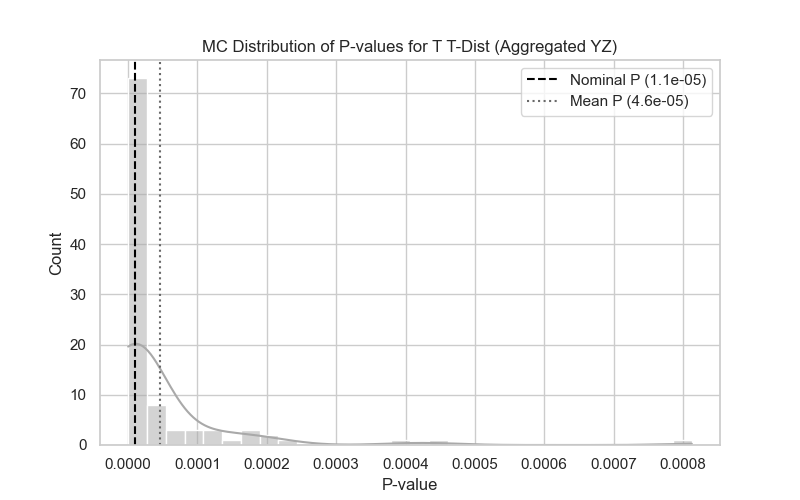 MC Distribution of P-values for T T-Dist (Aggregated YZ)
Nominal P (1.1e-05)
Mean P (4.6e-05)
Count
70
60
50
40
30
20
10
0
0.0000 0.0001 0.0002 0.0003 0.0004 0.0005 0.0006 0.0007 0.0008
P-value